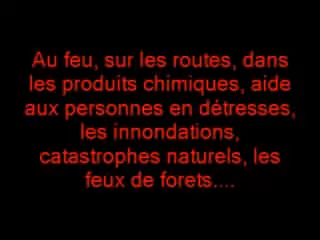 Au feu, sur les routes, dans
les produits chimiques, aide
aux personnes en détresses,
les innondations,
catastrophes naturels, les
feux de forets....